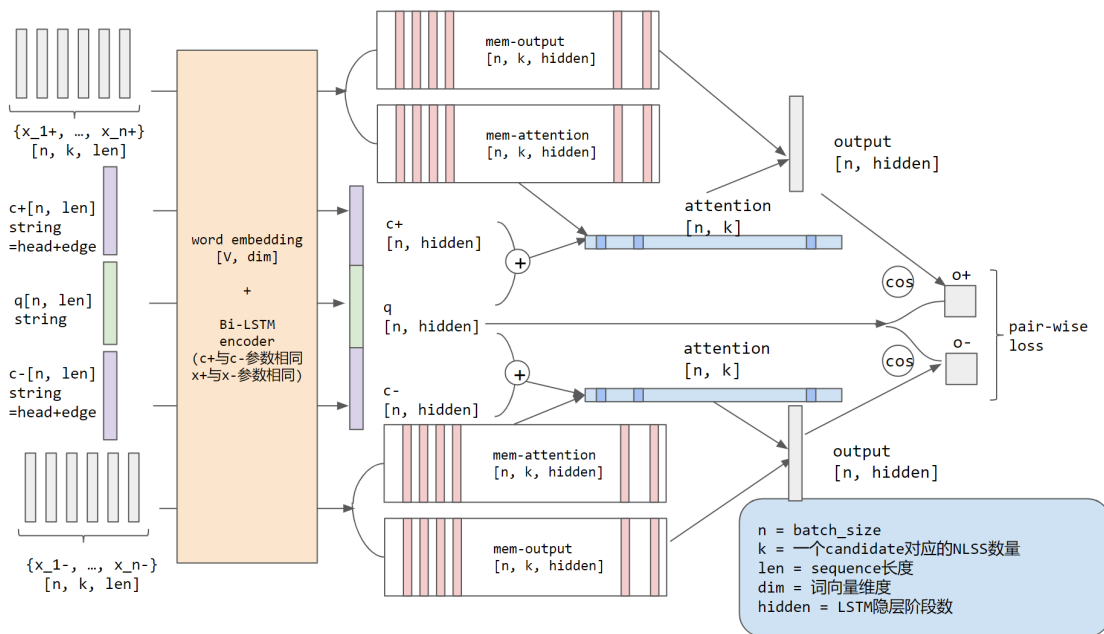 {x_1+, …, x_n+}
[n, k, len]
c+[n, len]
string
=head+edge
q[n, len]
string
c-[n, len]
string
=head+edge
{x_1-, …, x_n-}
[n, k, len]
word embedding
[V, dim]
+
Bi-LSTM
encoder
(c+与c-参数相同
x+与x-参数相同)
mem-output
[n, k, hidden]
mem-attention
[n, k, hidden]
c+
[n, hidden]
+
q
[n, hidden]
+
c-
[n, hidden]
mem-attention
[n, k, hidden]
mem-output
[n, k, hidden]
attention
[n, k]
attention
[n, k]
output
[n, hidden]
cos
o+
o-
cos
pair-wise
loss
output
[n, hidden]
n = batch_size
k = 一个candidate对应的NLSS数量
len = sequence长度
dim = 词向量维度
hidden = LSTM隐层阶段数